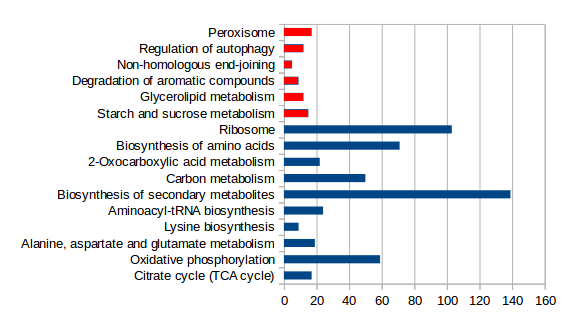 Peroxisome
Regulation of autophagy
Non-homologous end-joining
Degradation of aromatic compounds
Glycerolipid metabolism
Starch and sucrose metabolism
Ribosome
Biosynthesis of amino acids
2-Oxocarboxylic acid metabolism
Carbon metabolism
Biosynthesis of secondary metabolites
Aminoacyl-tRNA biosynthesis
Lysine biosynthesis
Alanine, aspartate and glutamate metabolism
Oxidative phosphorylation
Citrate cycle (TCA cycle)
0 20 40 60 80 100 120 140 160